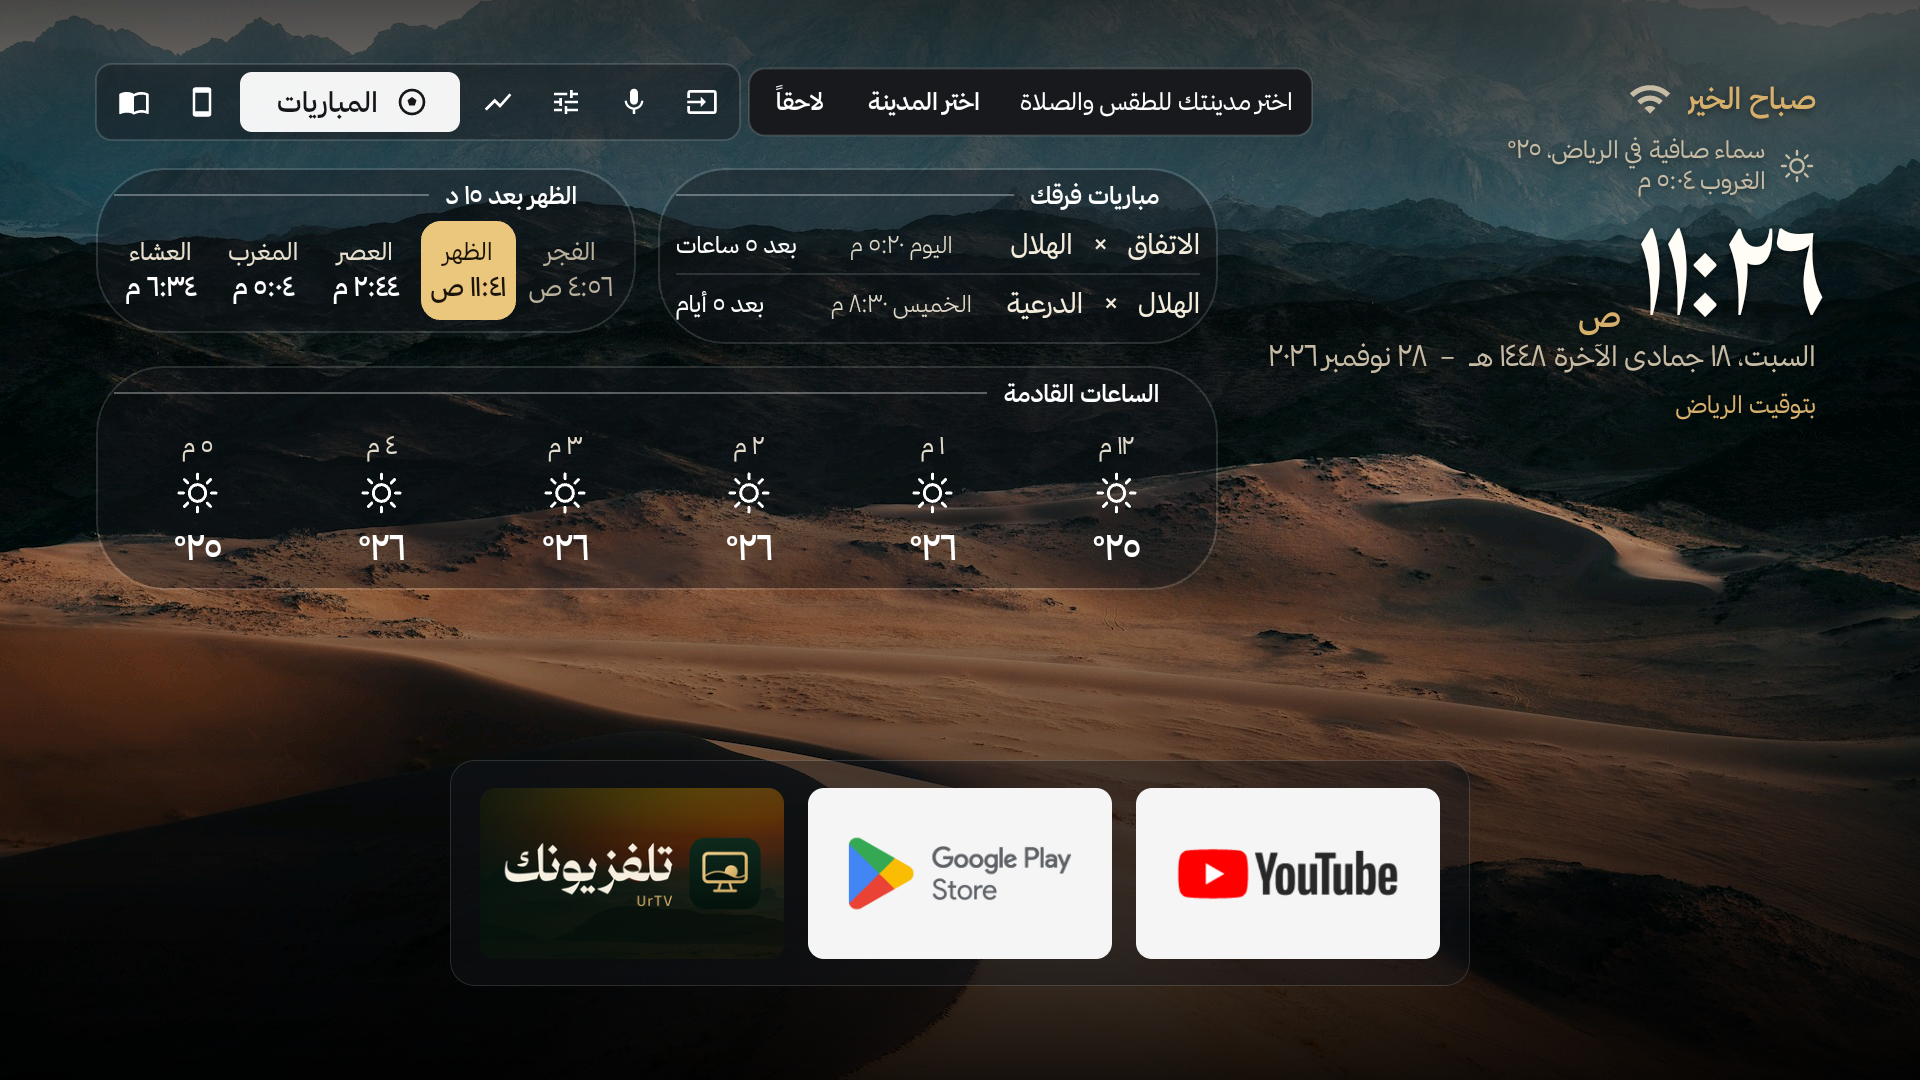 صباح الخير
سماء صافية في الرياض، ٢٥°
الغروب ٥:٠٤ م
١١:٢٦ ص
السبت، ١٨ جمادى الآخرة ١٤٤٨ هـ – ٢٨ نوفمبر ٢٠٢٦
بتوقيت الرياض
اختر مدينتك للطقس والصلاة اختر المدينة لاحقاً
المباريات
مباريات فرقك
الاتفاق × الهلال اليوم ٥:٢٠ م بعد ٥ ساعات
الهلال × الدرعية الخميس ٨:٣٠ م بعد ٥ أيام
الظهر بعد ١٥ د
الفجر الظهر العصر المغرب العشاء
٤:٥٦ ص ١١:٤١ ص ٢:٤٤ م ٥:٠٤ م ٦:٣٤ م
الساعات القادمة
١٢ م ١ م ٢ م ٣ م ٤ م ٥ م
٢٥° ٢٦° ٢٦° ٢٦° ٢٦° ٢٥°
YouTube
Google Play
Store
تلفزيونك
UrTV